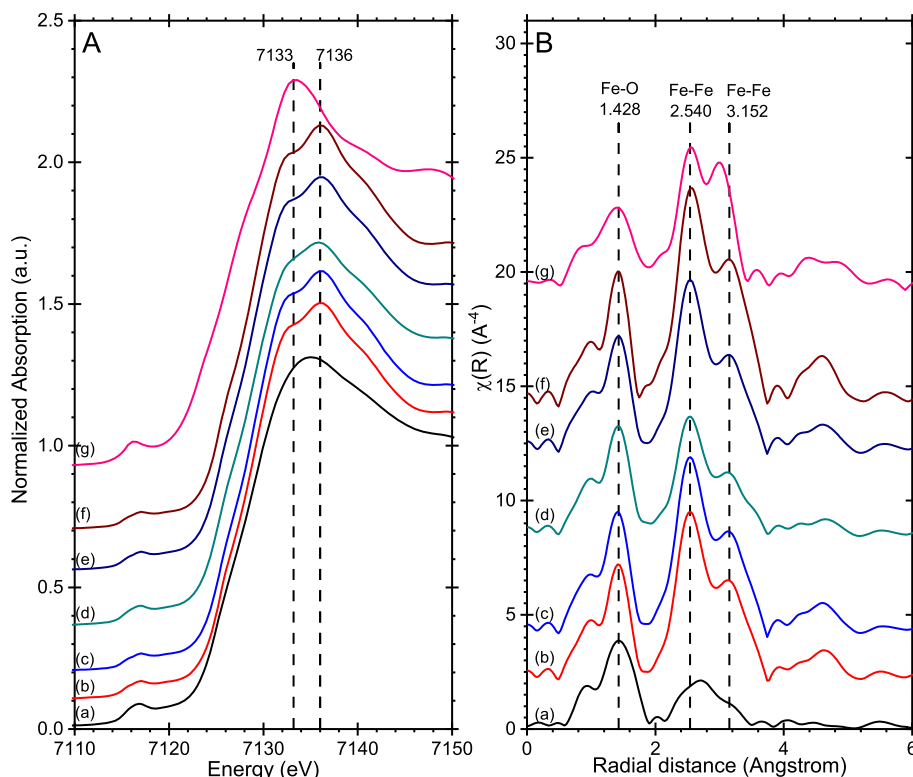 A
7133
7136
2.5
2.0
1.5
1.0
0.5
0.0
Normalized Absorption (a.u.)
(g)
(f)
(e)
(d)
(c)
(b)
(a)
7110
7120
7130
7140
7150
Energy (eV)
B
Fe-O
1.428
Fe-Fe
2.540
Fe-Fe
3.152
30
25
20
15
10
5
0
χ(R) (A⁻⁴)
(g)
(f)
(e)
(d)
(c)
(b)
(a)
0
2
4
6
Radial distance (Angstrom)